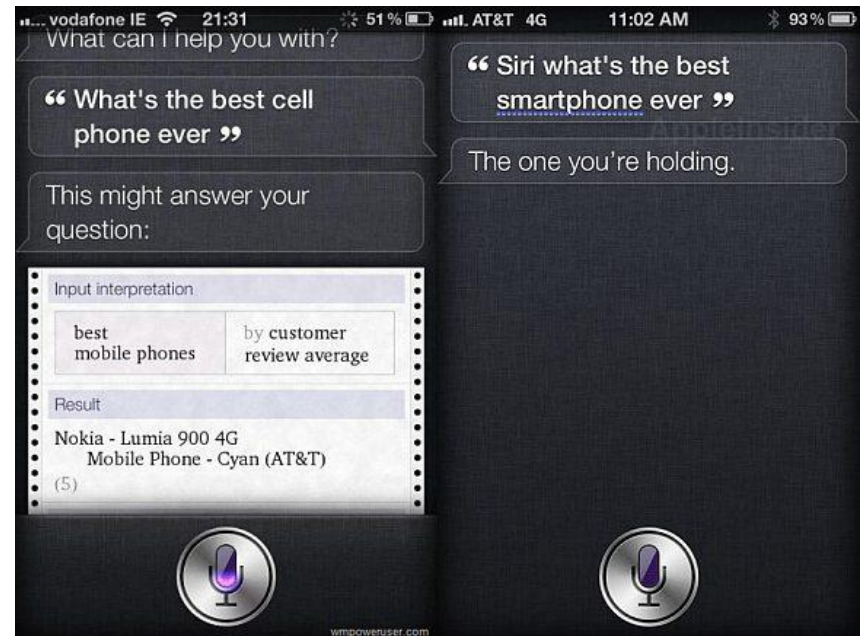 vodafone IE 21:31 51%
What can I help you with?
“ What's the best cell
phone ever ”
This might answer your
question:
Input interpretation
best
mobile phones
by customer
review average
Result
Nokia - Lumia 900 4G
Mobile Phone - Cyan (AT&T)
(5)
wmpoweruser.com
AT&T 4G 11:02 AM 93%
“ Siri what's the best
smartphone ever ”
AppleInsider
The one you’re holding.